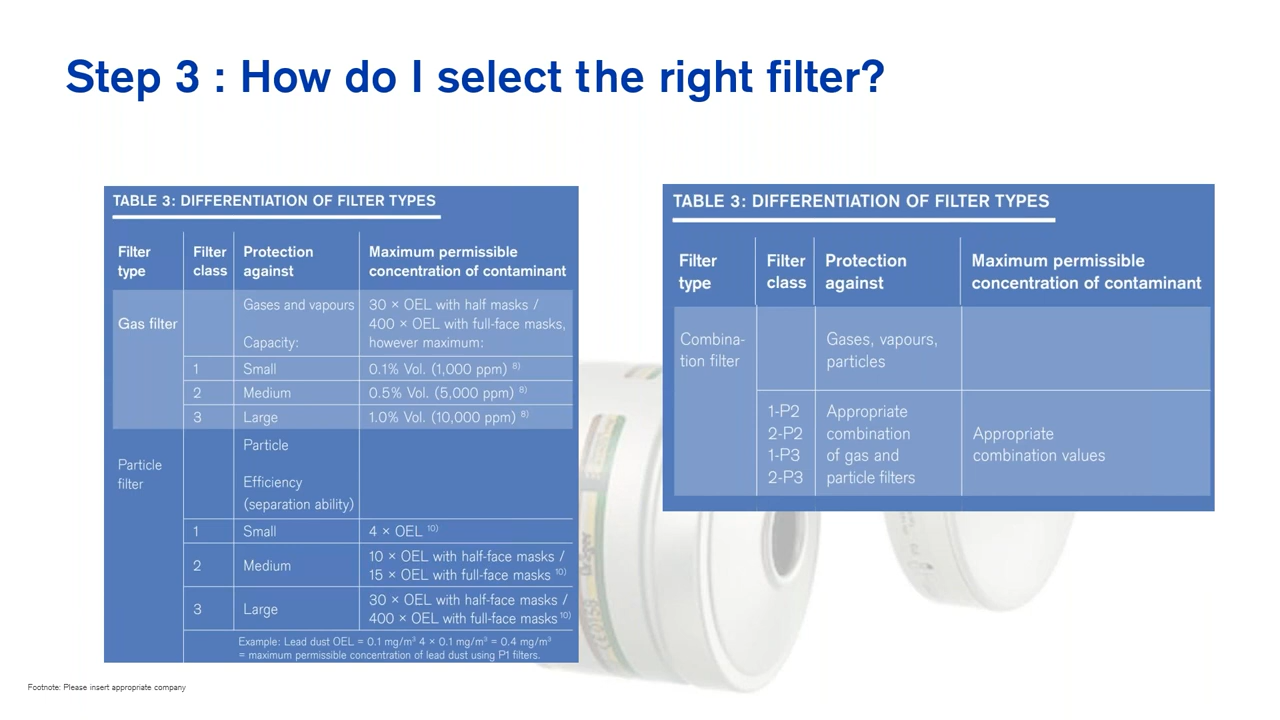 Step 3 : How do I select the right filter?
TABLE 3: DIFFERENTIATION OF FILTER TYPES
Filter type
Filter class
Protection against
Maximum permissible concentration of contaminant
Gas filter
Gases and vapours
Capacity:
30 × OEL with half masks /
400 × OEL with full-face masks,
however maximum:
1 Small 0.1% Vol. (1,000 ppm) 8)
2 Medium 0.5% Vol. (5,000 ppm) 8)
3 Large 1.0% Vol. (10,000 ppm) 8)
Particle
filter
Particle
Efficiency
(separation ability)
1 Small 4 × OEL 10)
2 Medium 10 × OEL with half-face masks /
15 × OEL with full-face masks 10)
3 Large 30 × OEL with half-face masks /
400 × OEL with full-face masks 10)
Example: Lead dust OEL = 0.1 mg/m³ 4 × 0.1 mg/m³ = 0.4 mg/m³
= maximum permissible concentration of lead dust using P1 filters.
TABLE 3: DIFFERENTIATION OF FILTER TYPES
Filter type
Filter class
Protection against
Maximum permissible concentration of contaminant
Combina-
tion filter
Gases, vapours,
particles
1-P2
2-P2
1-P3
2-P3
Appropriate
combination
of gas and
particle filters
Appropriate
combination values
Dräger
Footnote: Please insert appropriate company